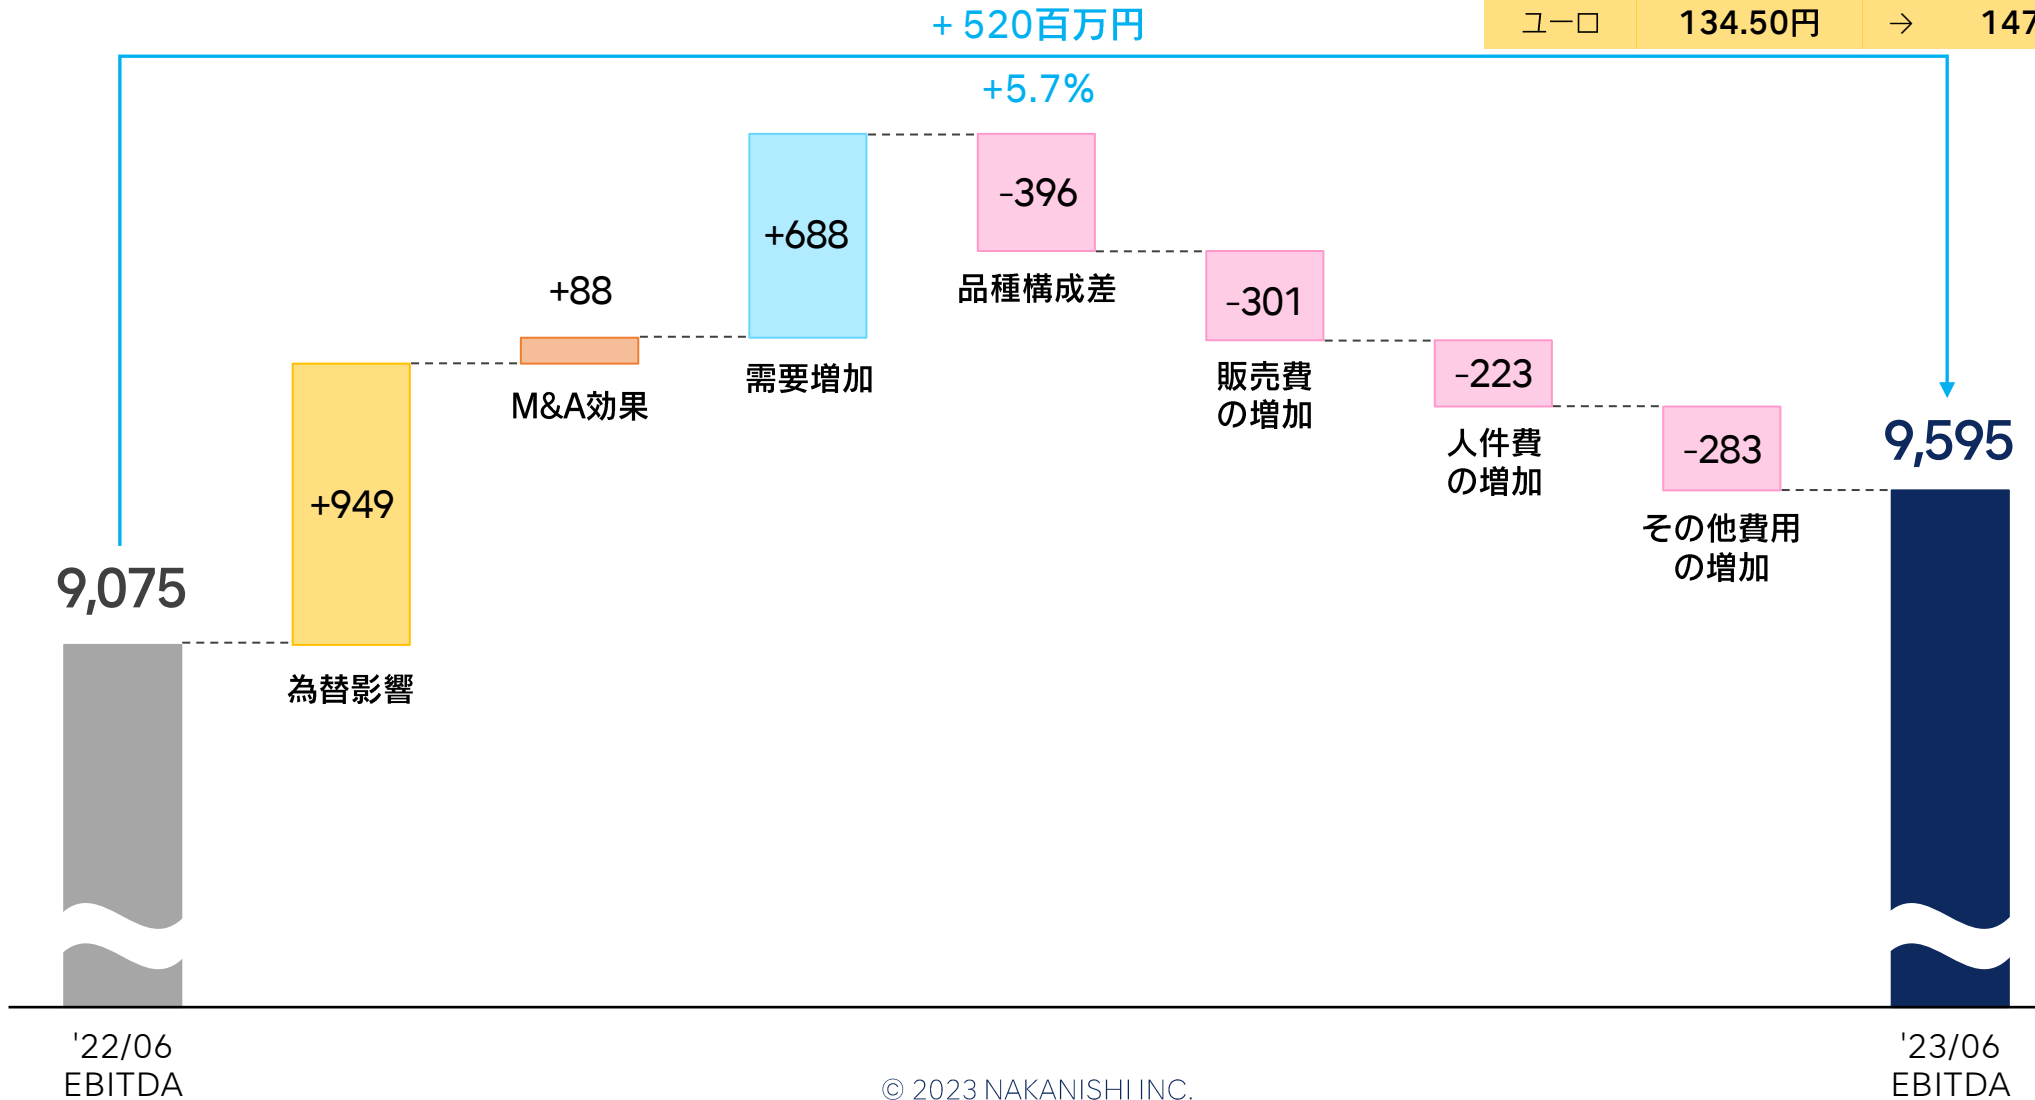 + 520百万円
ユーロ 134.50円 → 147
+5.7%
-396
+688
品種構成差
+88
-301
需要増加
販売費
の増加
-223
M&A効果
人件費
の増加
-283
9,595
+949
その他費用
の増加
9,075
為替影響
'22/06
EBITDA
'23/06
EBITDA
© 2023 NAKANISHI INC.